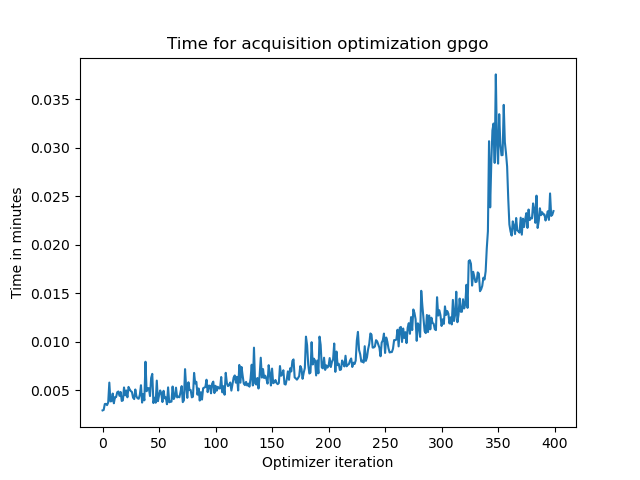 Time for acquisition optimization gpgo
0.035
0.030
0.025
0.020
0.015
0.010
0.005
Time in minutes
0 50 100 150 200 250 300 350 400
Optimizer iteration